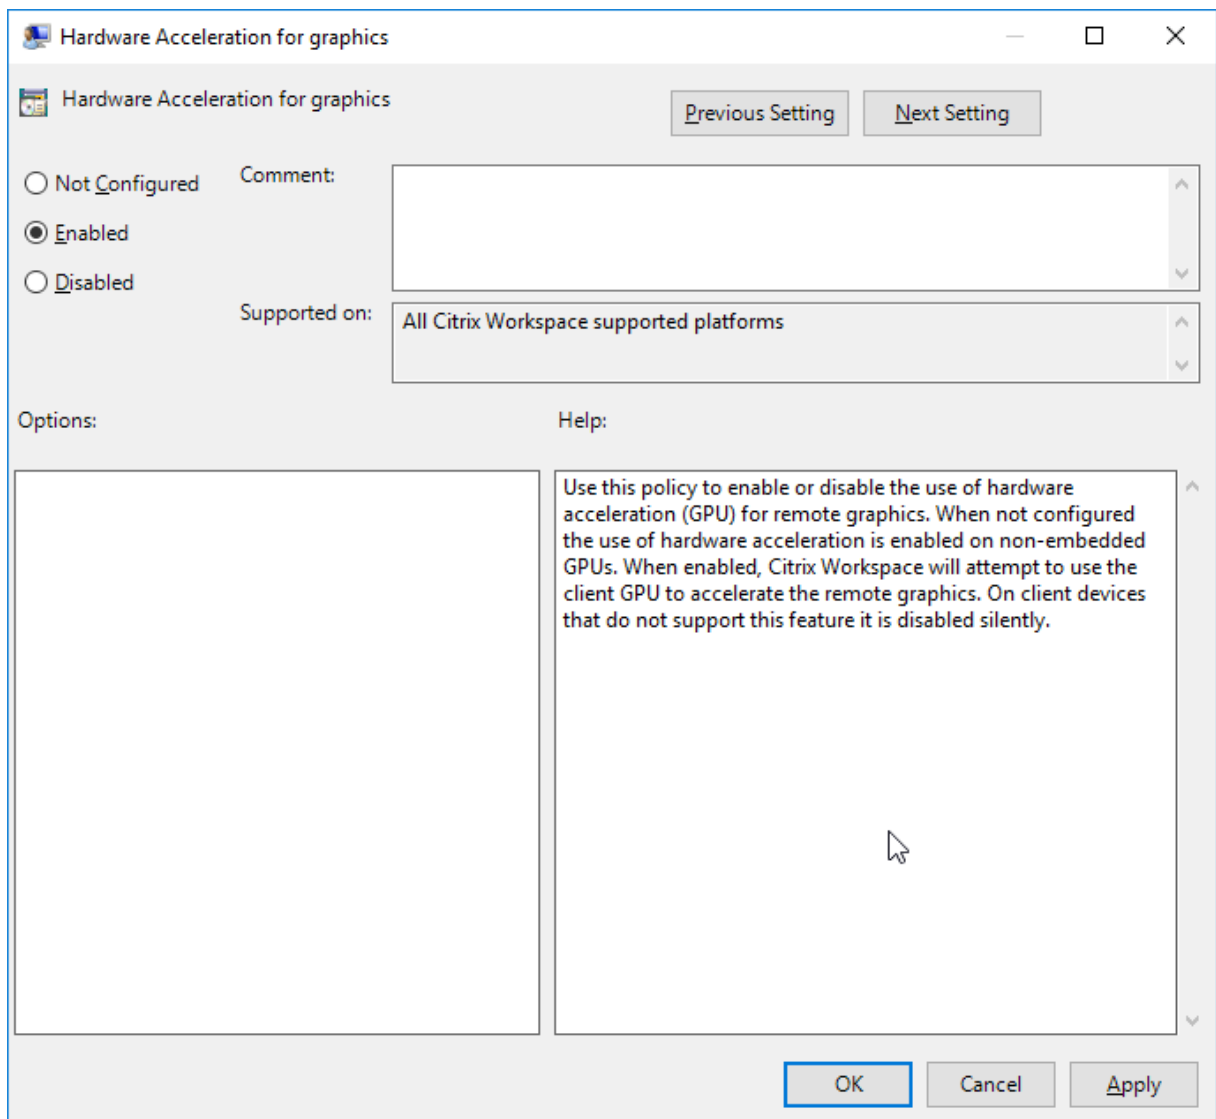 Hardware Acceleration for graphics
Hardware Acceleration for graphics
Previous Setting
Next Setting
Not Configured
Enabled
Disabled
Comment:
Supported on:
All Citrix Workspace supported platforms
Options:
Help:
Use this policy to enable or disable the use of hardware
acceleration (GPU) for remote graphics. When not configured
the use of hardware acceleration is enabled on non-embedded
GPUs. When enabled, Citrix Workspace will attempt to use the
client GPU to accelerate the remote graphics. On client devices
that do not support this feature it is disabled silently.
OK
Cancel
Apply